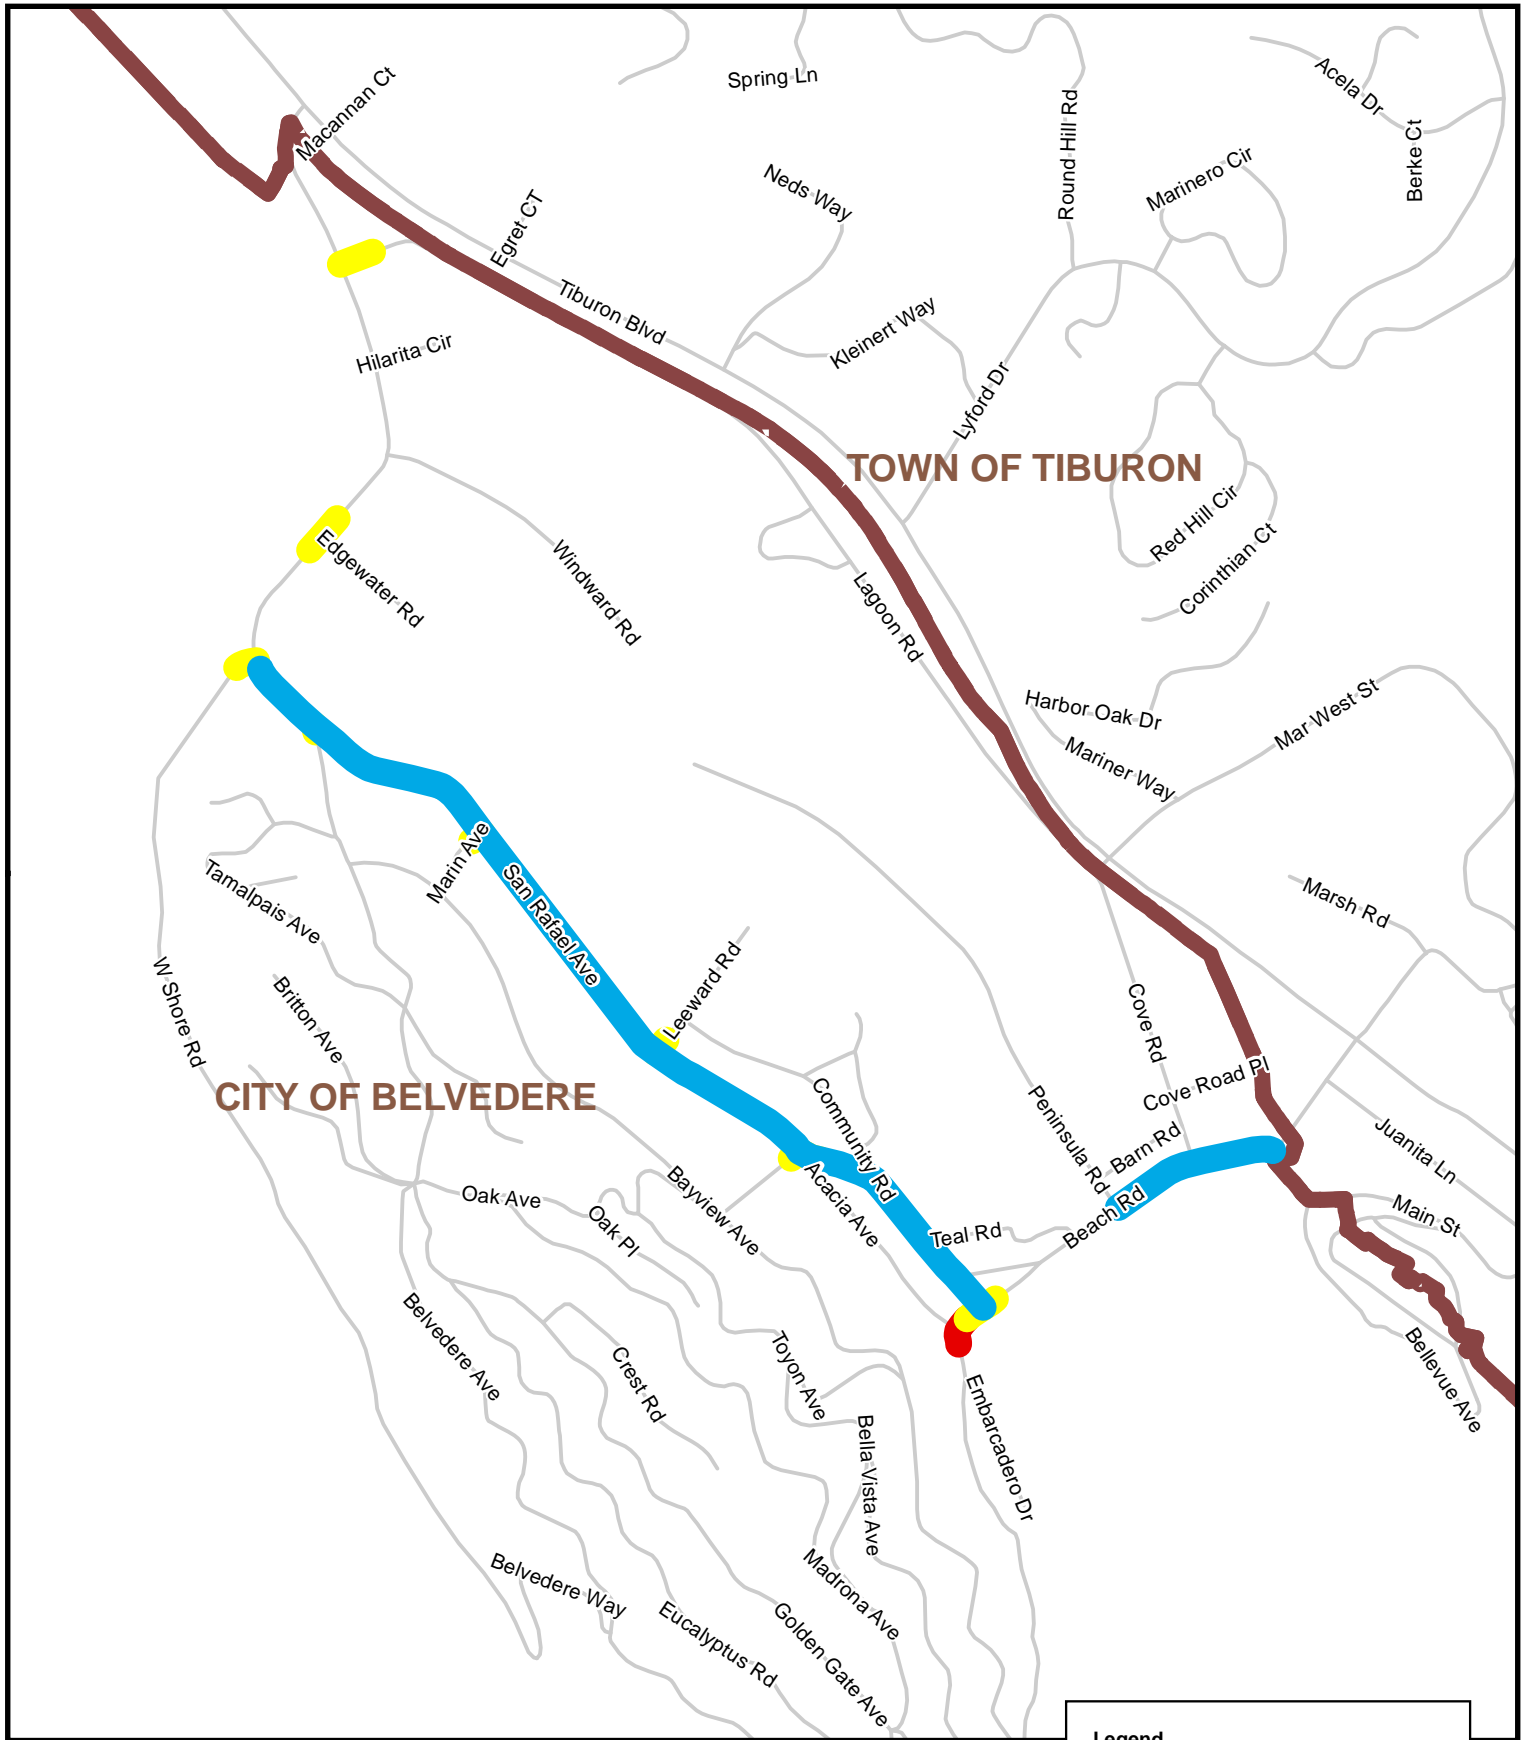 Macannan Ct
Spring Ln
Acela Dr
Round Hill Rd
Berke Ct
Marinero Cir
Neds Way
Egret CT
Tiburon Blvd
Kleinert Way
Hilarita Cir
Lyford Dr
TOWN OF TIBURON
Red Hill Cir
Corinthian Ct
Edgewater Rd
Windward Rd
Lagoon Rd
Harbor Oak Dr
Mar West St
Mariner Way
Marin Ave
San Rafael Ave
Tamalpais Ave
Marsh Rd
W Shore Rd
Britton Ave
Leeward Rd
Cove Rd
CITY OF BELVEDERE
Community Rd
Peninsula Rd
Cove Road Pl
Barn Rd
Juanita Ln
Oak Ave
Oak Pl
Bayview Ave
Acacia Ave
Teal Rd
Beach Rd
Main St
Belvedere Ave
Crest Rd
Toyon Ave
Bella Vista Ave
Embarcadero Dr
Bellevue Ave
Belvedere Way
Eucalyptus Rd
Madrona Ave
Golden Gate Ave
Legend